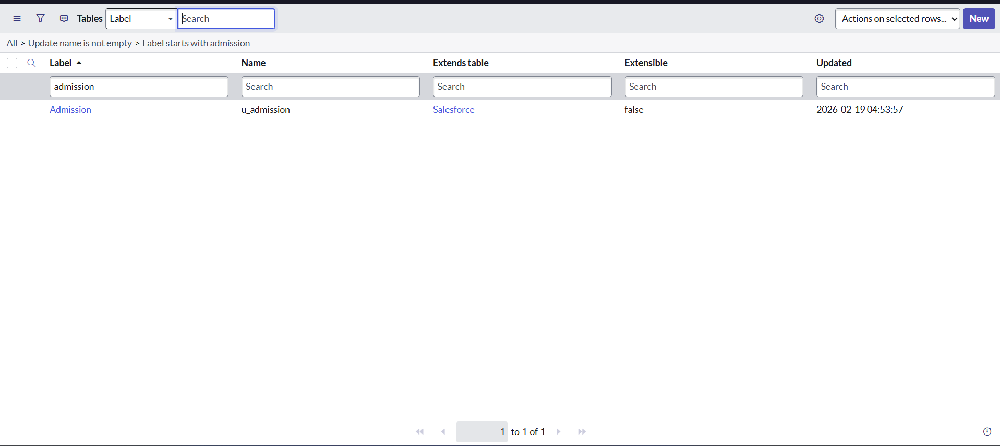 Tables Label Search Actions on selected rows... New
All > Update name is not empty > Label starts with admission
Label Name Extends table Extensible Updated
admission Search Search Search Search
Admission u_admission Salesforce false 2026-02-19 04:53:57
1 to 1 of 1